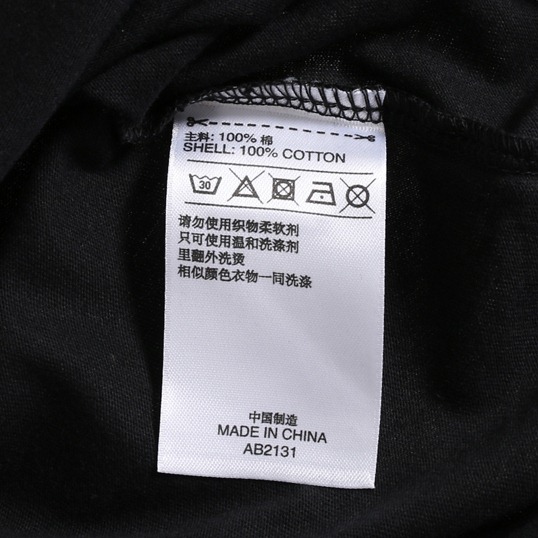 主料: 100% 棉
SHELL: 100% COTTON
30
请勿使用织物柔软剂
只可使用温和洗涤剂
里翻外洗烫
相似颜色衣物一同洗涤
中国制造
MADE IN CHINA
AB2131